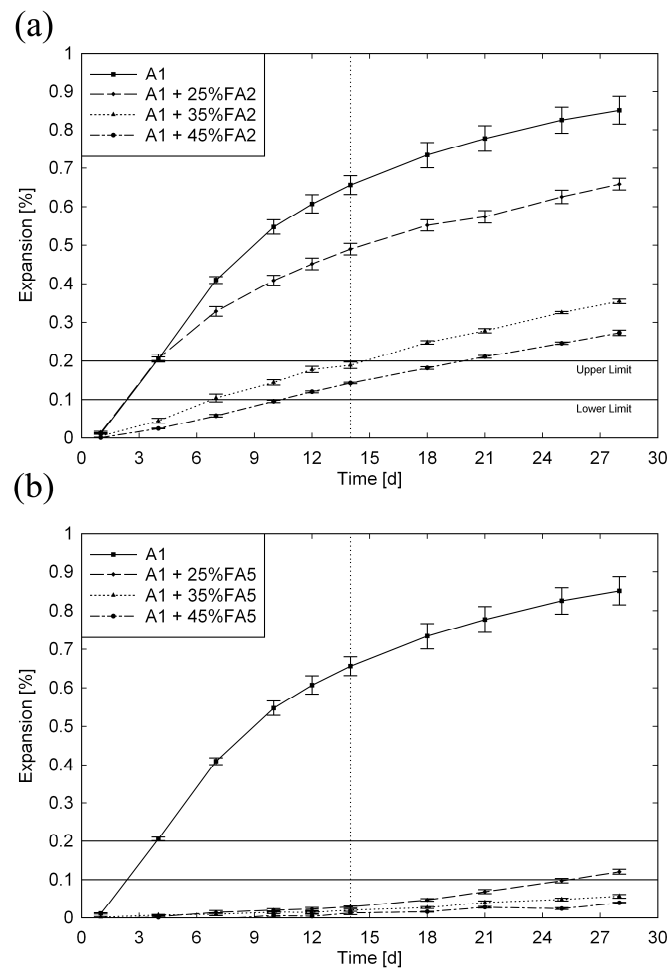 (a)
1
0.9
0.8
0.7
0.6
0.5
0.4
0.3
0.2
0.1
0
Expansion [%]
A1
A1 + 25%FA2
A1 + 35%FA2
A1 + 45%FA2
Upper Limit
Lower Limit
0 3 6 9 12 15 18 21 24 27 30
Time [d]
(b)
1
0.9
0.8
0.7
0.6
0.5
0.4
0.3
0.2
0.1
0
Expansion [%]
A1
A1 + 25%FA5
A1 + 35%FA5
A1 + 45%FA5
0 3 6 9 12 15 18 21 24 27 30
Time [d]